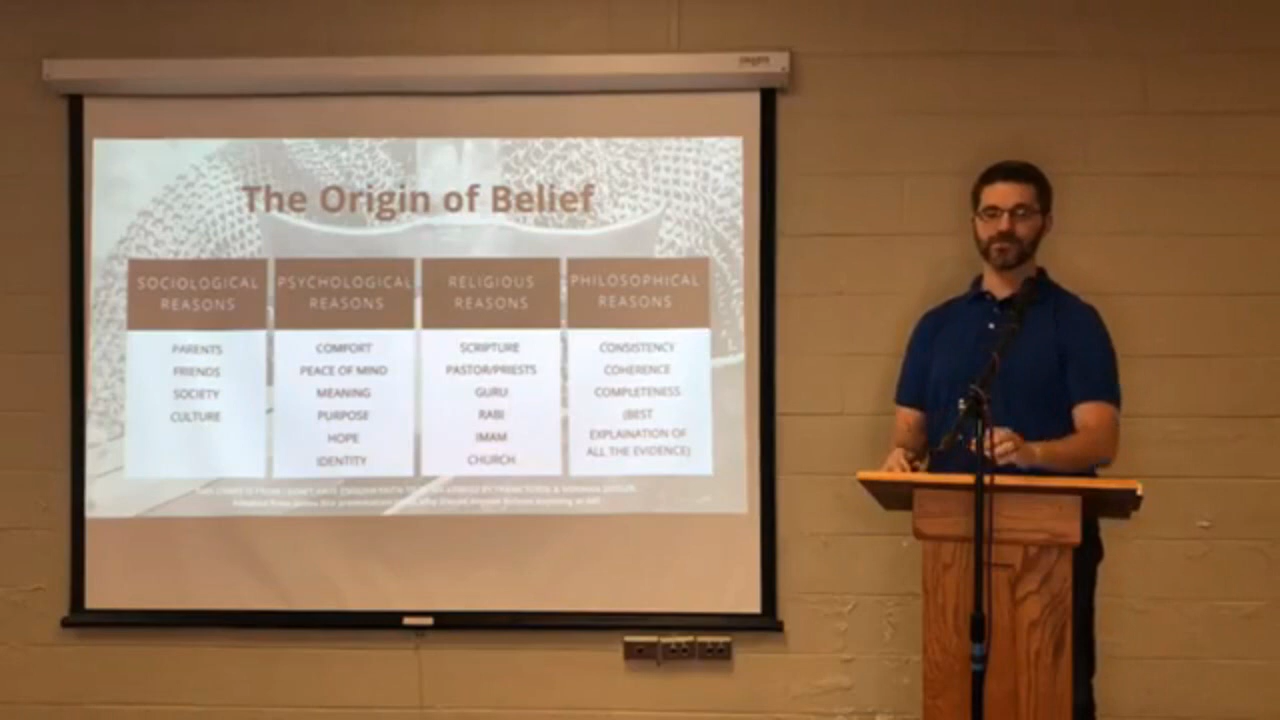 The Origin of Belief
SOCIOLOGICAL
REASONS
PARENTS
FRIENDS
SOCIETY
CULTURE
PSYCHOLOGICAL
REASONS
COMFORT
PEACE OF MIND
MEANING
PURPOSE
HOPE
IDENTITY
RELIGIOUS
REASONS
SCRIPTURE
PASTOR/PRIESTS
GURU
RABI
IMAM
CHURCH
PHILOSOPHICAL
REASONS
CONSISTENCY
COHERENCE
COMPLETENESS
(BEST
EXPLAINATION OF
ALL THE EVIDENCE)